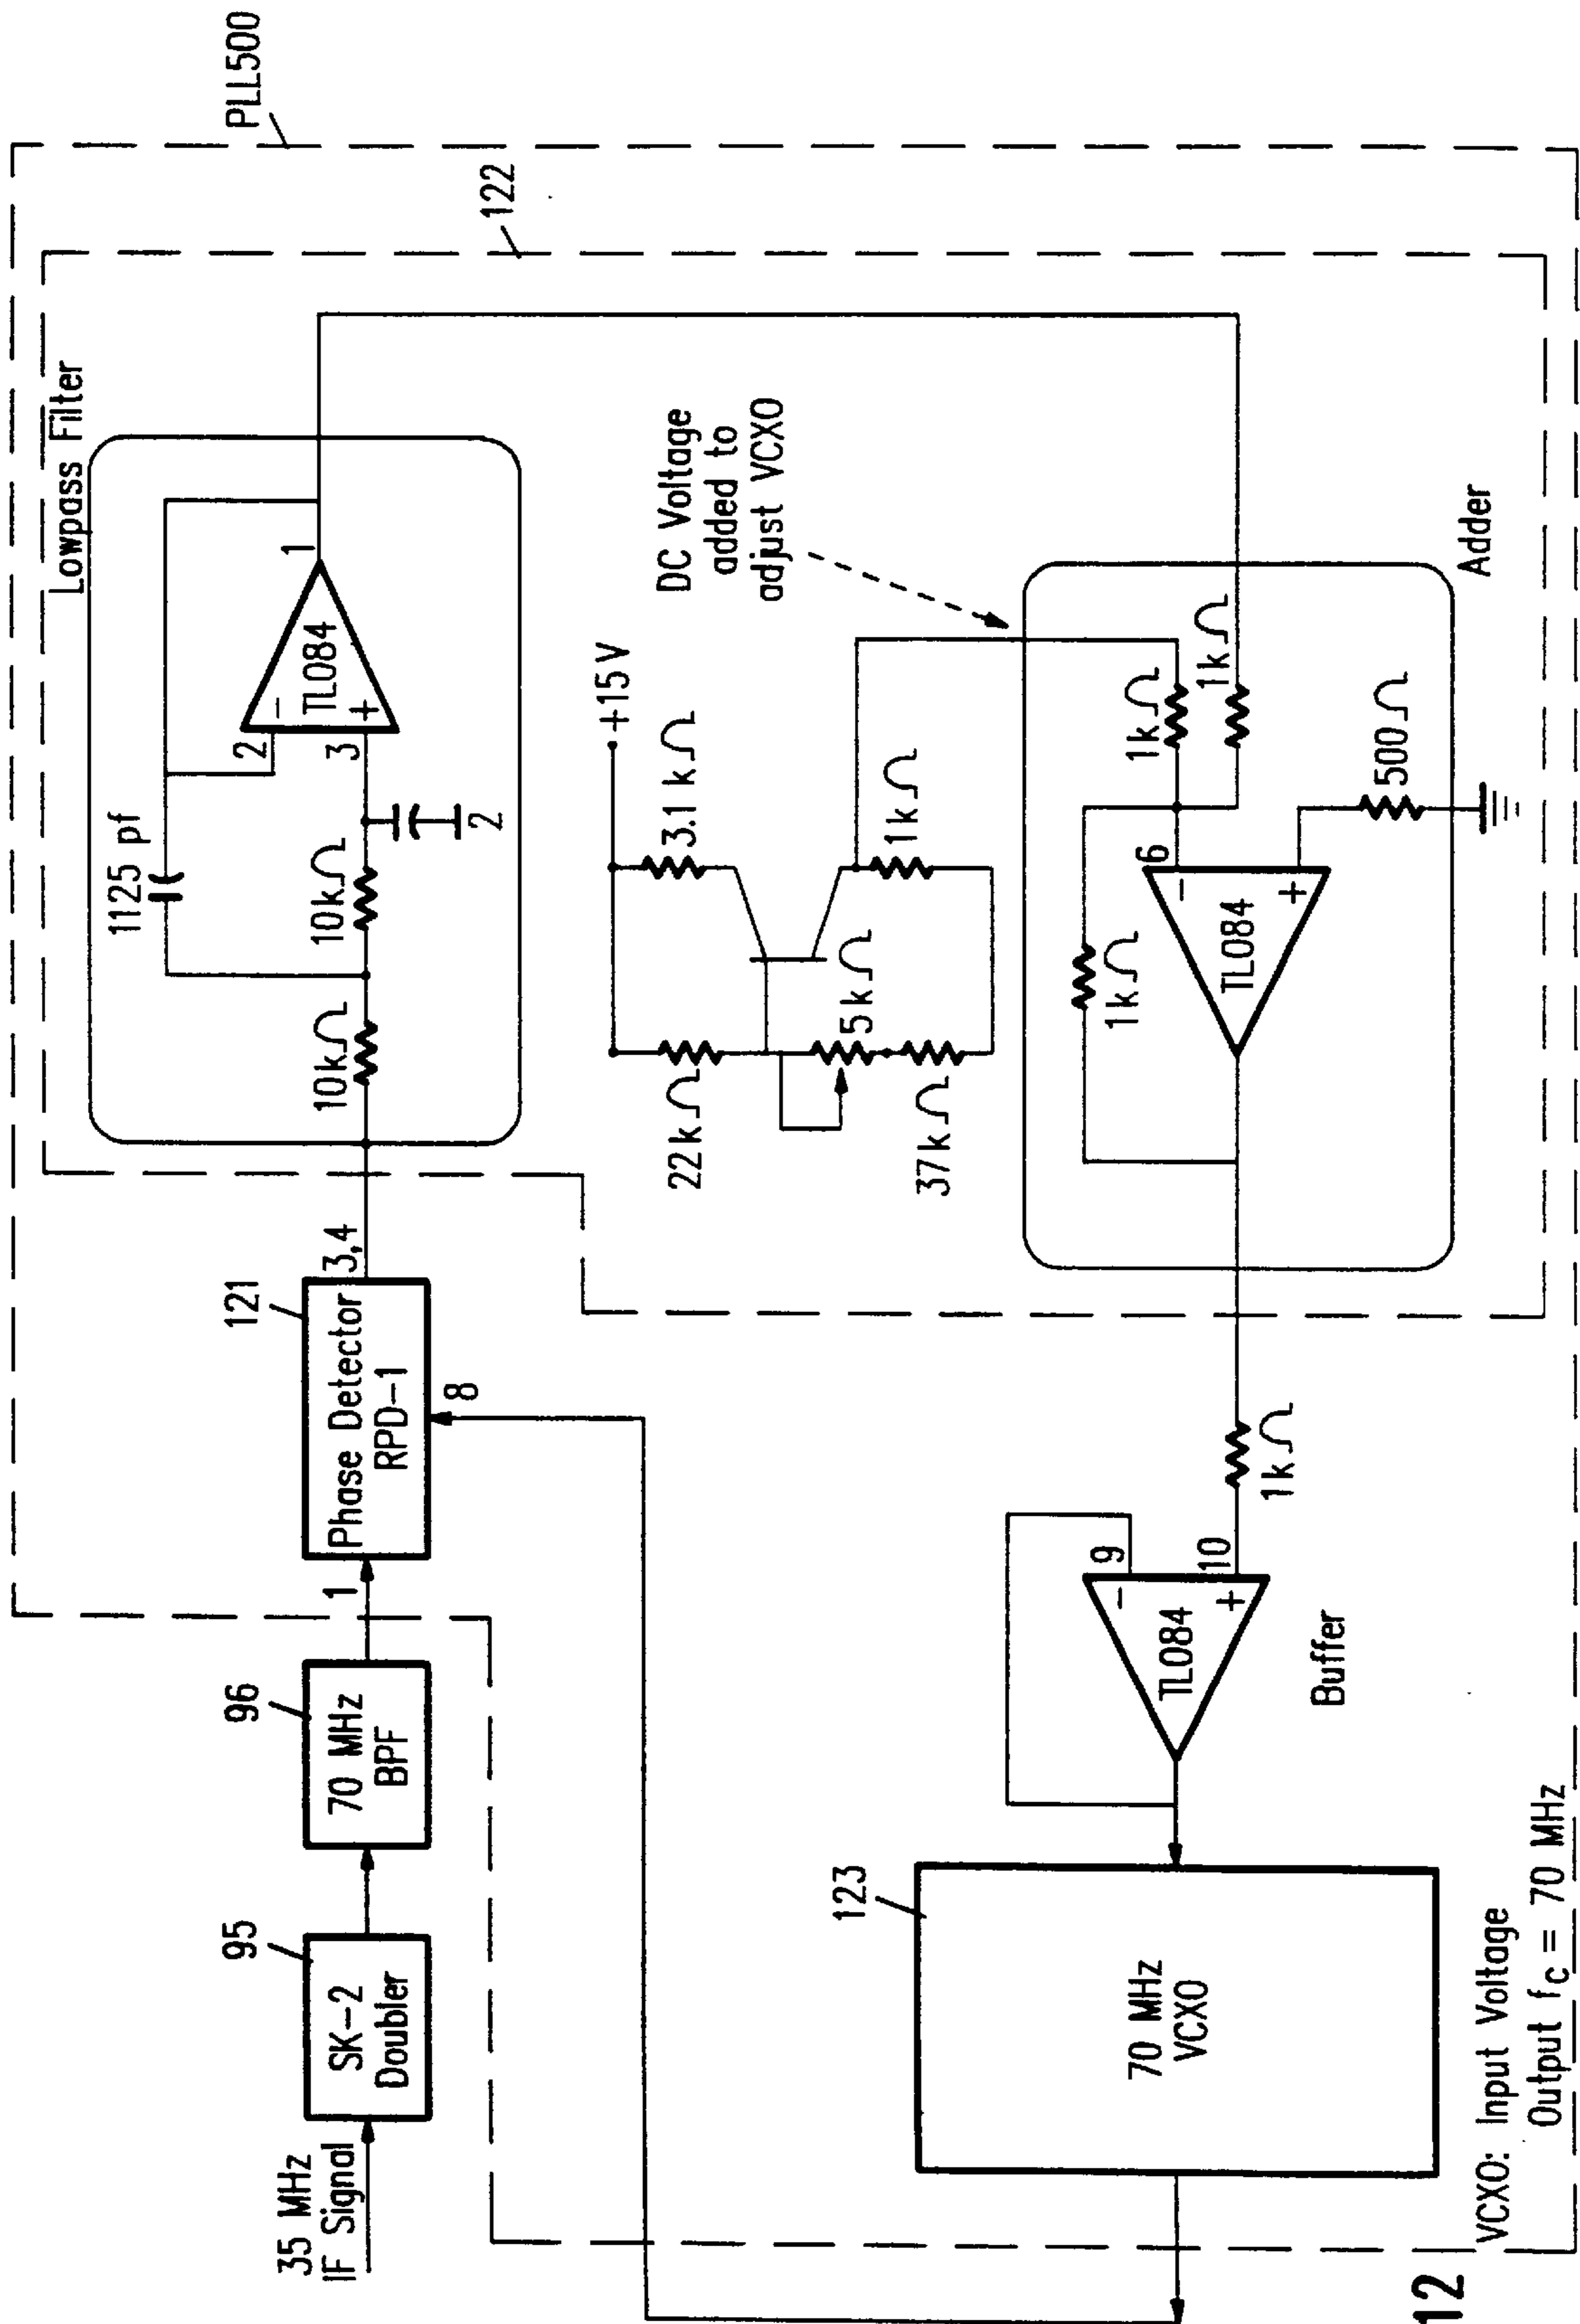 PLL500
122
Lowpass Filter
1125 pf
10kΩ
10kΩ
2
3
−
+
TL084
1
2
35 MHz
IF Signal
95
SK-2
Doubler
96
70 MHz
BPF
1
121
Phase Detector
RPD-1
3,4
8
+15V
22kΩ
3.1 kΩ
5kΩ
37kΩ
1kΩ
DC Voltage
added to
adjust VCXO
1kΩ
1kΩ
1kΩ
6
−
+
TL084
500Ω
Adder
1kΩ
9
10
−
+
TL084
Buffer
123
70 MHz
VCXO
VCXO: Input Voltage
Output fC = 70 MHz
12